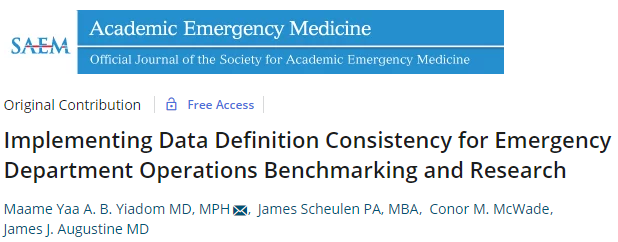 SAEM
Academic Emergency Medicine
Official Journal of the Society for Academic Emergency Medicine
Original Contribution Free Access
Implementing Data Definition Consistency for Emergency
Department Operations Benchmarking and Research
Maame Yaa A. B. Yiadom MD, MPH, James Scheulen PA, MBA, Conor M. McWade,
James J. Augustine MD